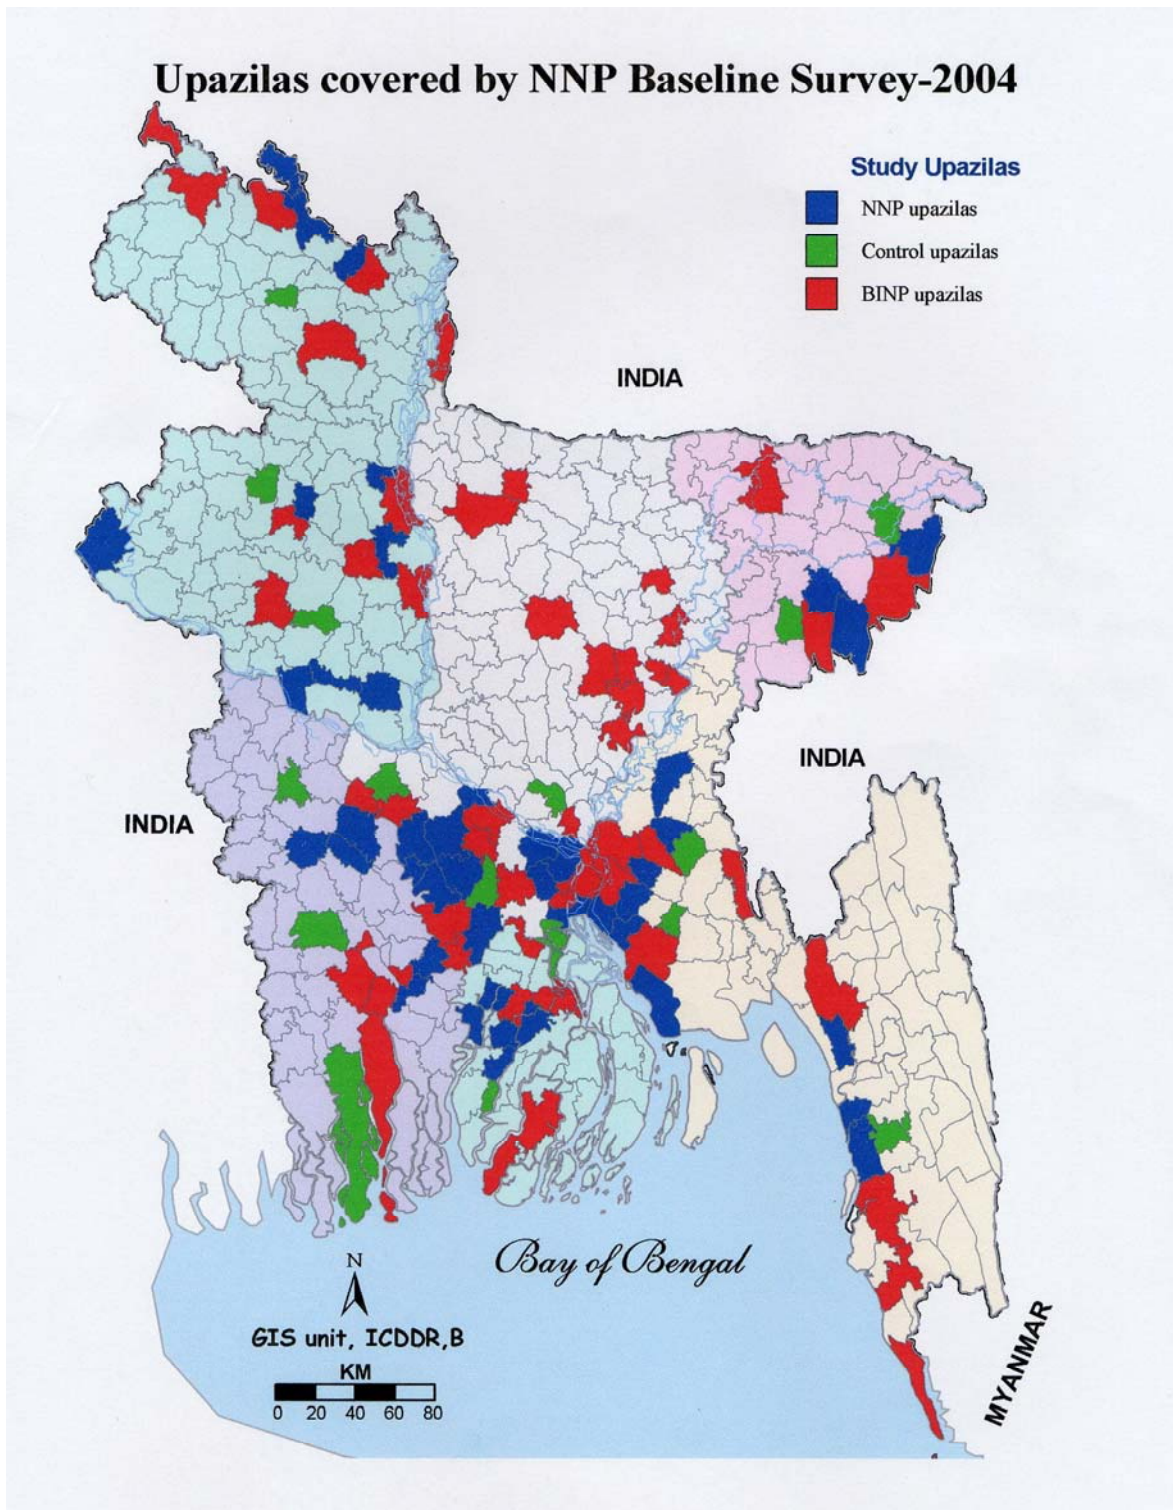 Upazilas covered by NNP Baseline Survey-2004
Study Upazilas
NNP upazilas
Control upazilas
BINP upazilas
INDIA
INDIA
INDIA
Bay of Bengal
N
GIS unit, ICDDR,B
KM
0 20 40 60 80
MYANMAR